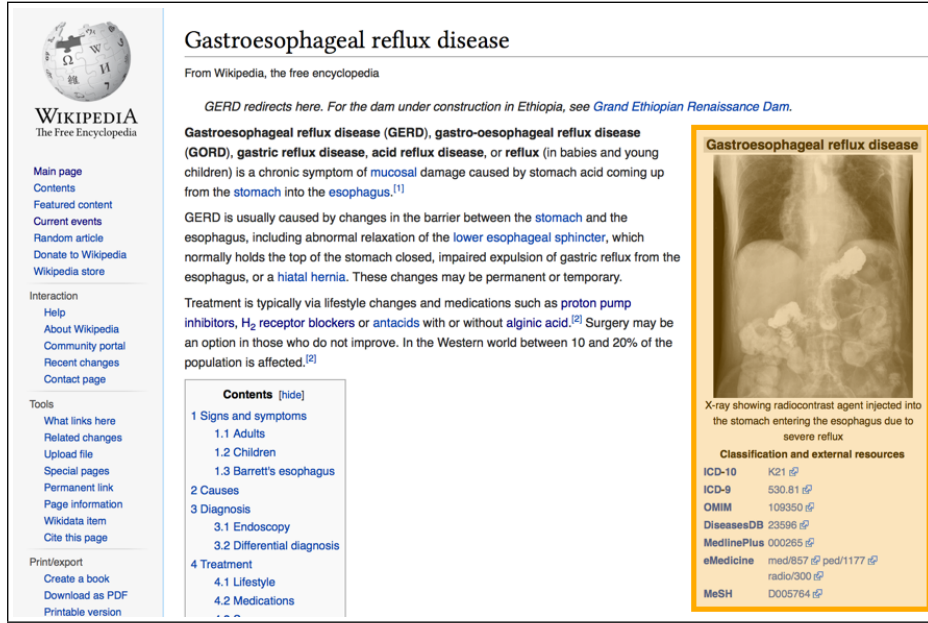 WIKIPEDIA
The Free Encyclopedia
Main page
Contents
Featured content
Current events
Random article
Donate to Wikipedia
Wikipedia store
Interaction
Help
About Wikipedia
Community portal
Recent changes
Contact page
Tools
What links here
Related changes
Upload file
Special pages
Permanent link
Page information
Wikidata item
Cite this page
Print/export
Create a book
Download as PDF
Printable version
Gastroesophageal reflux disease
From Wikipedia, the free encyclopedia
GERD redirects here. For the dam under construction in Ethiopia, see Grand Ethiopian Renaissance Dam.
Gastroesophageal reflux disease (GERD), gastro-oesophageal reflux disease
(GORD), gastric reflux disease, acid reflux disease, or reflux (in babies and young
children) is a chronic symptom of mucosal damage caused by stomach acid coming up
from the stomach into the esophagus.[1]
GERD is usually caused by changes in the barrier between the stomach and the
esophagus, including abnormal relaxation of the lower esophageal sphincter, which
normally holds the top of the stomach closed, impaired expulsion of gastric reflux from the
esophagus, or a hiatal hernia. These changes may be permanent or temporary.
Treatment is typically via lifestyle changes and medications such as proton pump
inhibitors, H2 receptor blockers or antacids with or without alginic acid.[2] Surgery may be
an option in those who do not improve. In the Western world between 10 and 20% of the
population is affected.[2]
Contents [hide]
1 Signs and symptoms
1.1 Adults
1.2 Children
1.3 Barrett's esophagus
2 Causes
3 Diagnosis
3.1 Endoscopy
3.2 Differential diagnosis
4 Treatment
4.1 Lifestyle
4.2 Medications
Gastroesophageal reflux disease
X-ray showing radiocontrast agent injected into
the stomach entering the esophagus due to
severe reflux
Classification and external resources
ICD-10 K21
ICD-9 530.81
OMIM 109350
DiseasesDB 23596
MedlinePlus 000265
eMedicine med/857 ped/1177
radio/300
MeSH D005764